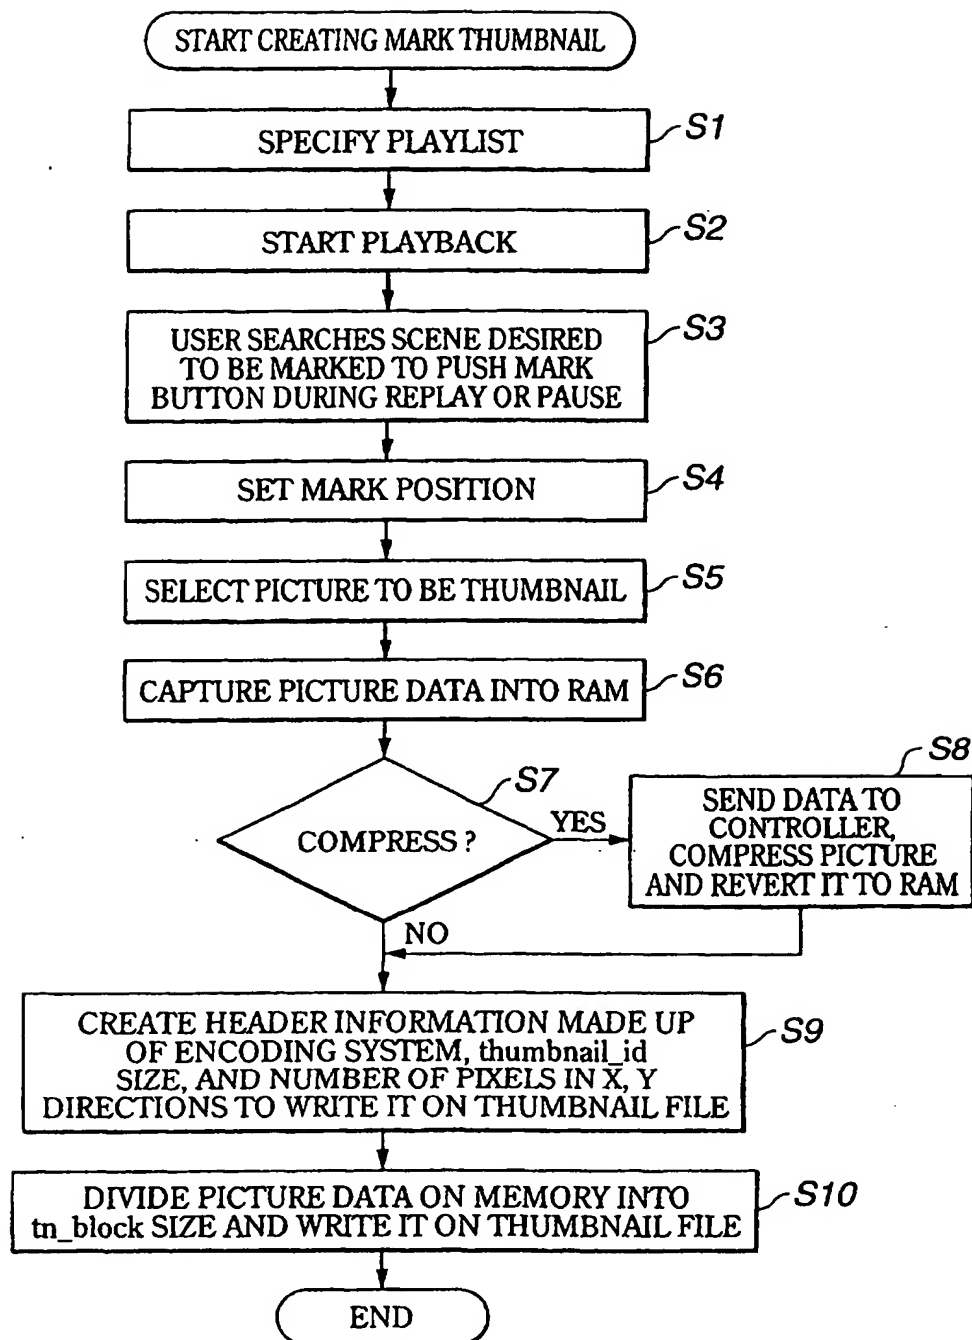 START CREATING MARK THUMBNAIL
SPECIFY PLAYLIST
S1
START PLAYBACK
S2
USER SEARCHES SCENE DESIRED
TO BE MARKED TO PUSH MARK
BUTTON DURING REPLAY OR PAUSE
S3
SET MARK POSITION
S4
SELECT PICTURE TO BE THUMBNAIL
S5
CAPTURE PICTURE DATA INTO RAM
S6
COMPRESS ?
S7
YES
SEND DATA TO
CONTROLLER,
COMPRESS PICTURE
AND REVERT IT TO RAM
S8
NO
CREATE HEADER INFORMATION MADE UP
OF ENCODING SYSTEM, thumbnail_id
SIZE, AND NUMBER OF PIXELS IN X, Y
DIRECTIONS TO WRITE IT ON THUMBNAIL FILE
S9
DIVIDE PICTURE DATA ON MEMORY INTO
tn_block SIZE AND WRITE IT ON THUMBNAIL FILE
S10
END